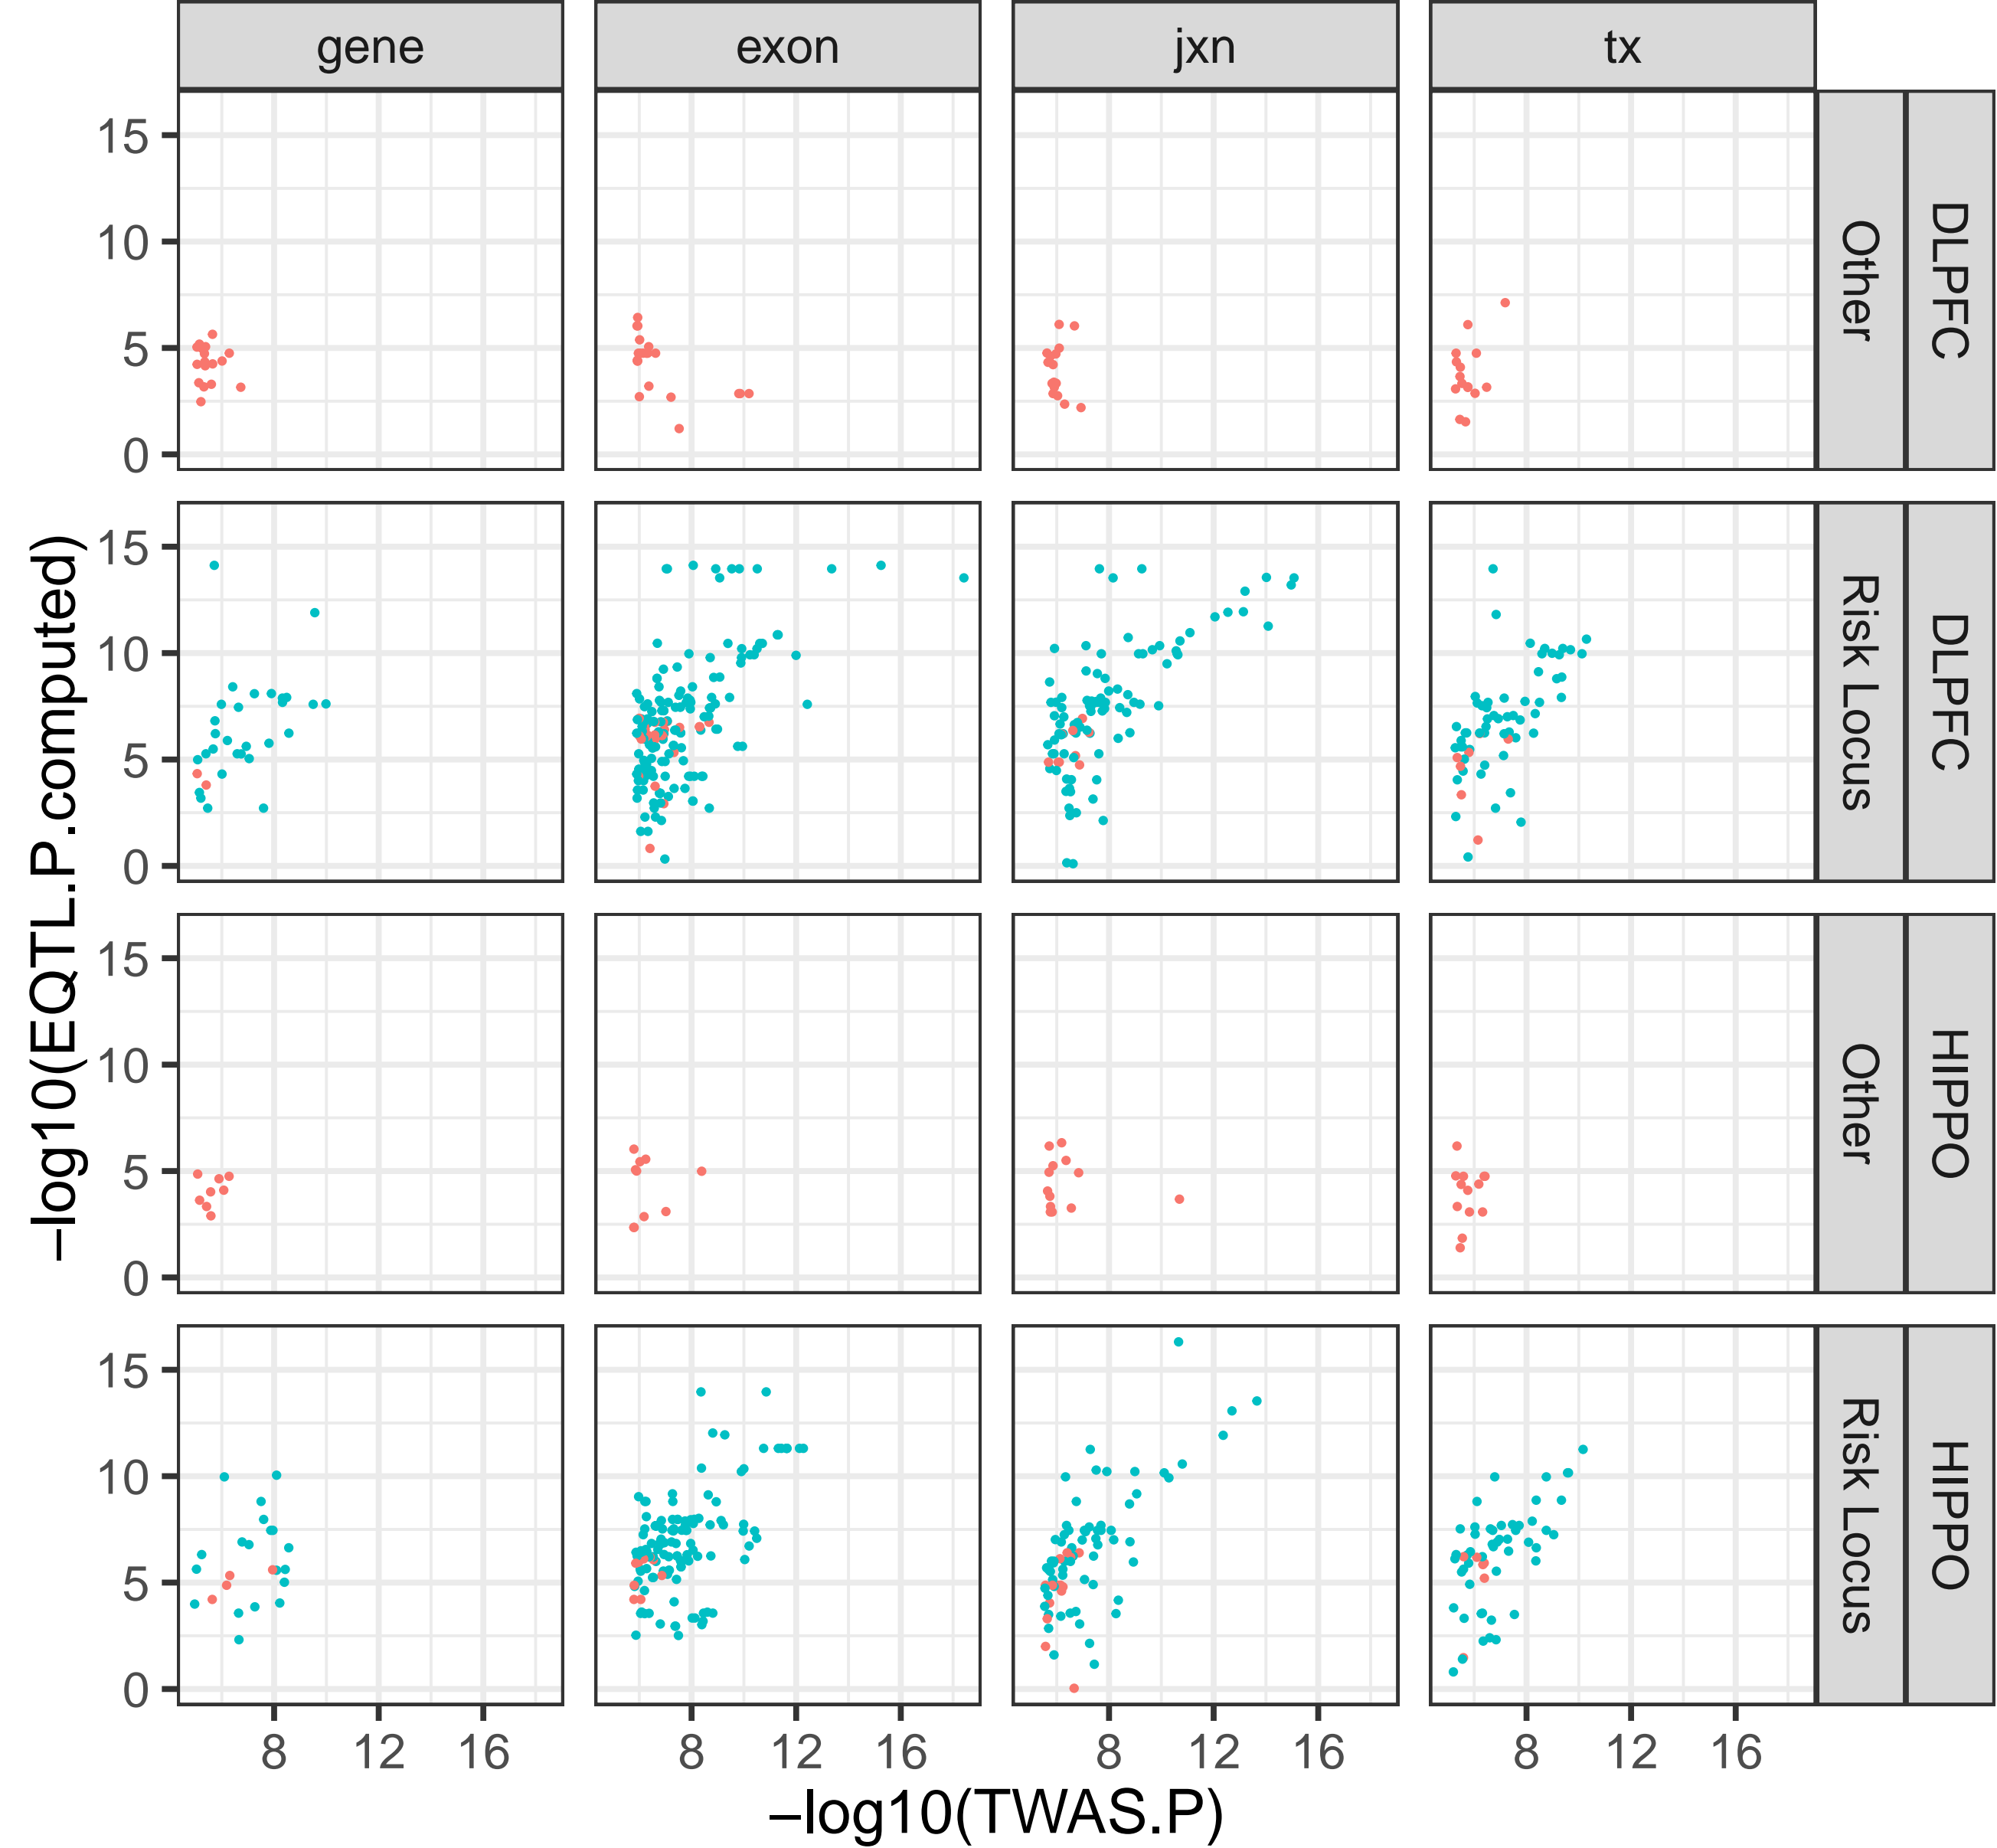 gene exon jxn tx
15
10
5
0
Other
DLPFC
15
10
5
0
Risk Locus
DLPFC
15
10
5
0
Other
HIPPO
15
10
5
0
Risk Locus
HIPPO
−log10(EQTL.P.computed)
8 12 16 8 12 16 8 12 16 8 12 16
−log10(TWAS.P)